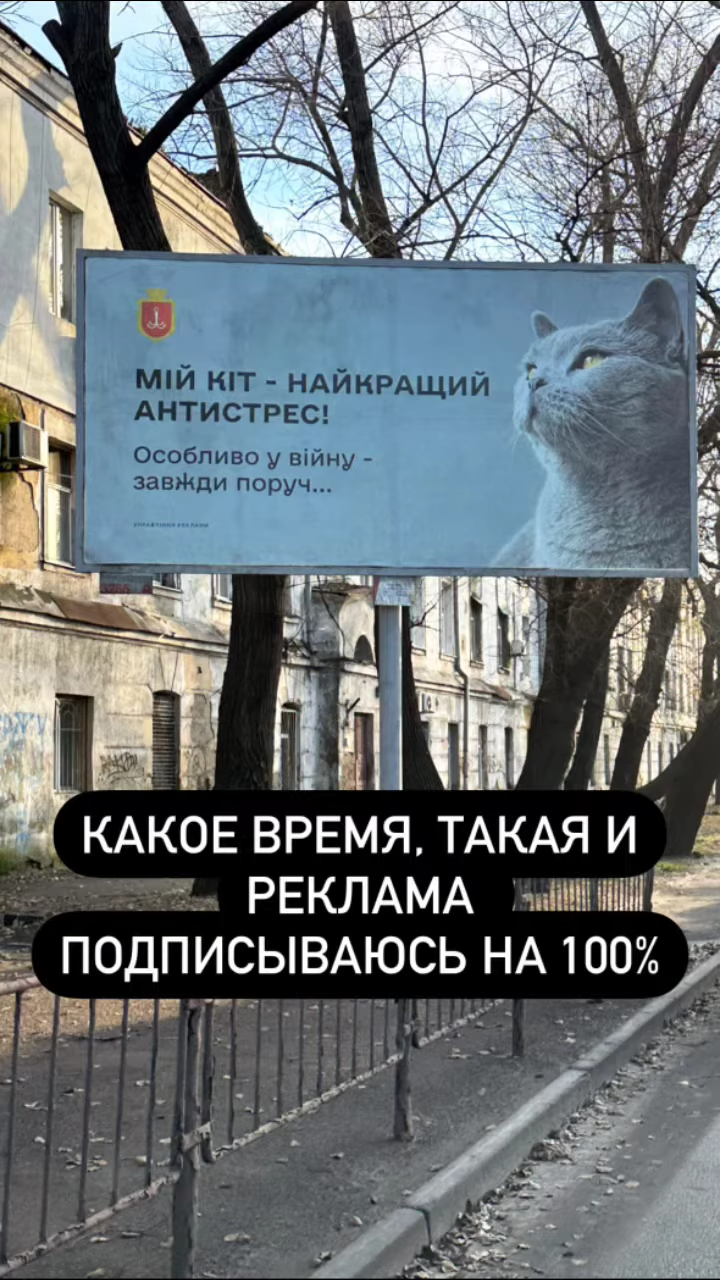 МІЙ КІТ - НАЙКРАЩИЙ
АНТИСТРЕС!
Особливо у війну -
завжди поруч...
КАКОЕ ВРЕМЯ, ТАКАЯ И
РЕКЛАМА
ПОДПИСЫВАЮСЬ НА 100%